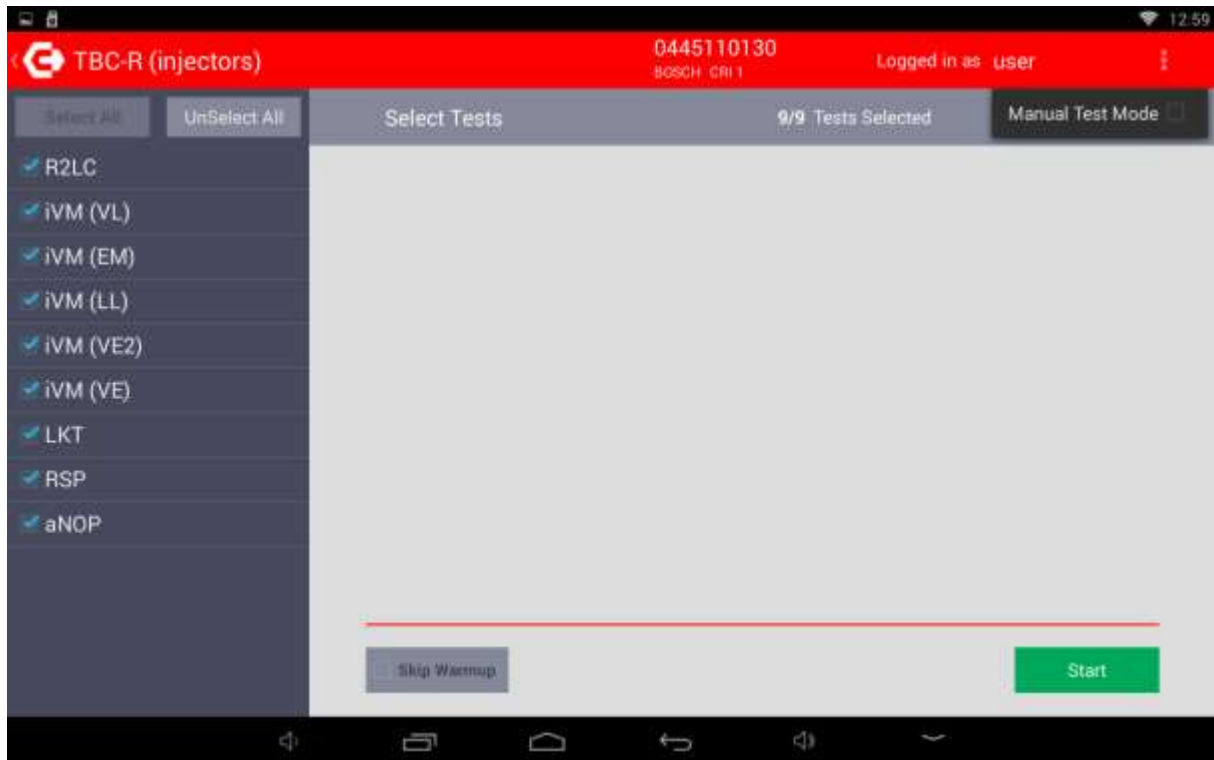 12:59
TBC-R (injectors)
0445110130
BOSCH CRI 1
Logged in as user
Select All
UnSelect All
Select Tests
9/9 Tests Selected
Manual Test Mode
R2LC
iVM (VL)
iVM (EM)
iVM (LL)
iVM (VE2)
iVM (VE)
LKT
RSP
aNOP
Skip Warmup
Start